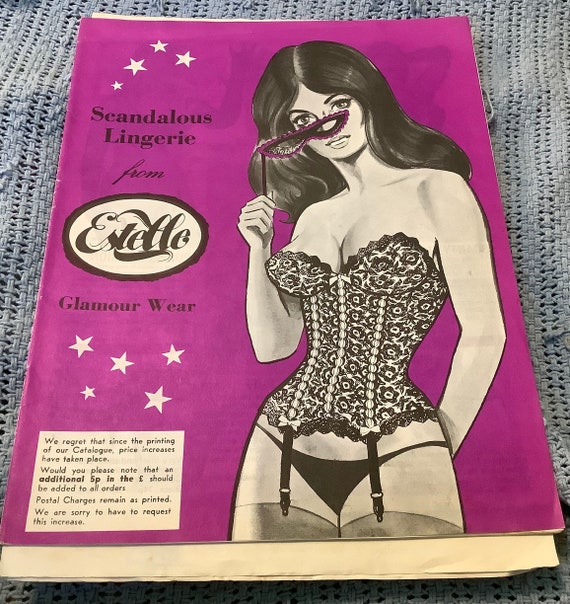 Scandalous
Lingerie
from
Estelle
Glamour Wear
We regret that since the printing
of our Catalogue, price increases
have taken place.
Would you please note that an
additional 5p in the £ should
be added to all orders
Postal Charges remain as printed.
We are sorry to have to request
this increase.